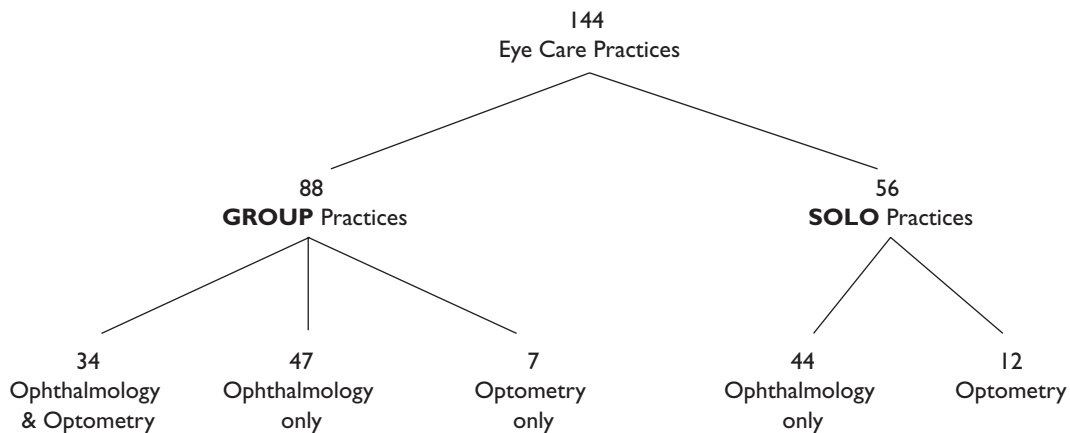 144
Eye Care Practices
88
GROUP Practices
56
SOLO Practices
34
Ophthalmology
& Optometry
47
Ophthalmology
only
7
Optometry
only
44
Ophthalmology
only
12
Optometry